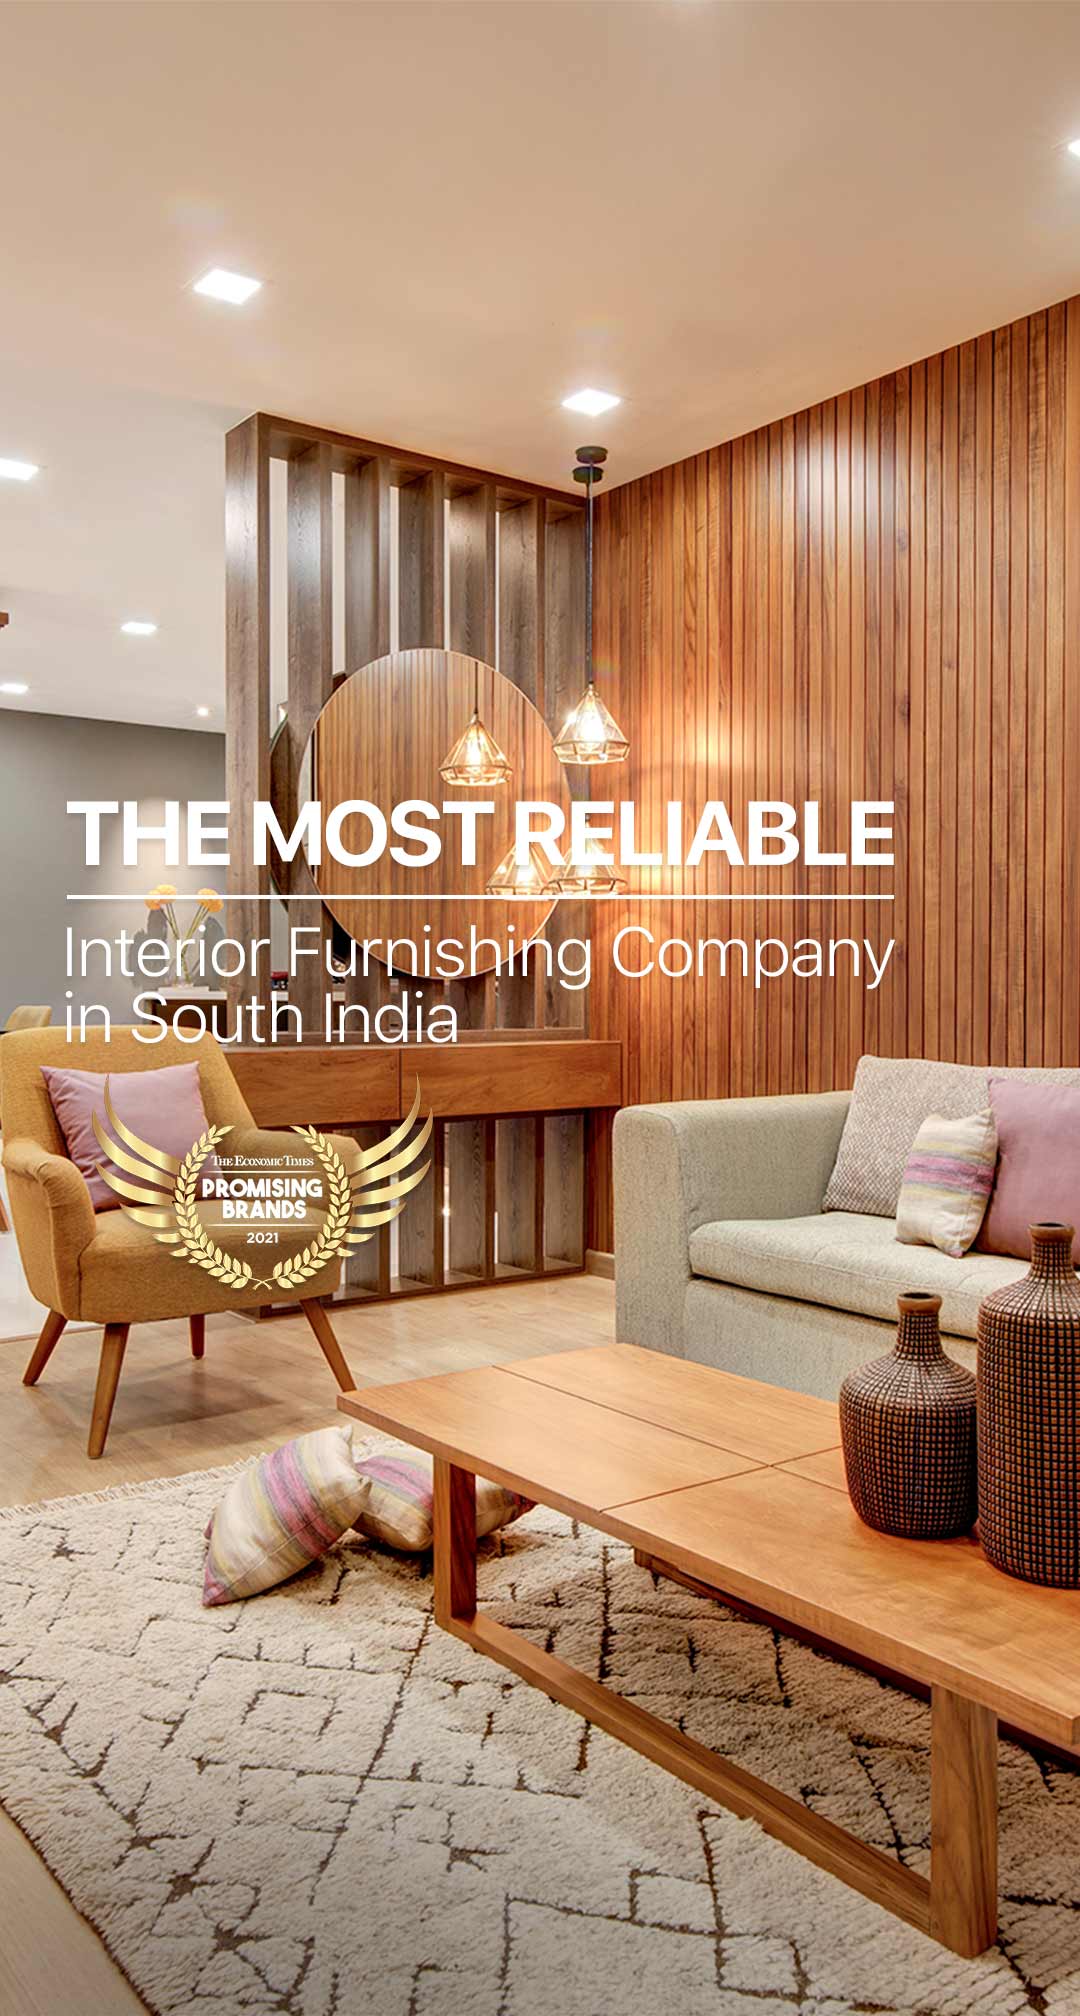 THE MOST RELIABLE
Interior Furnishing Company
in South India
THE ECONOMIC TIMES
PROMISING
BRANDS
2021